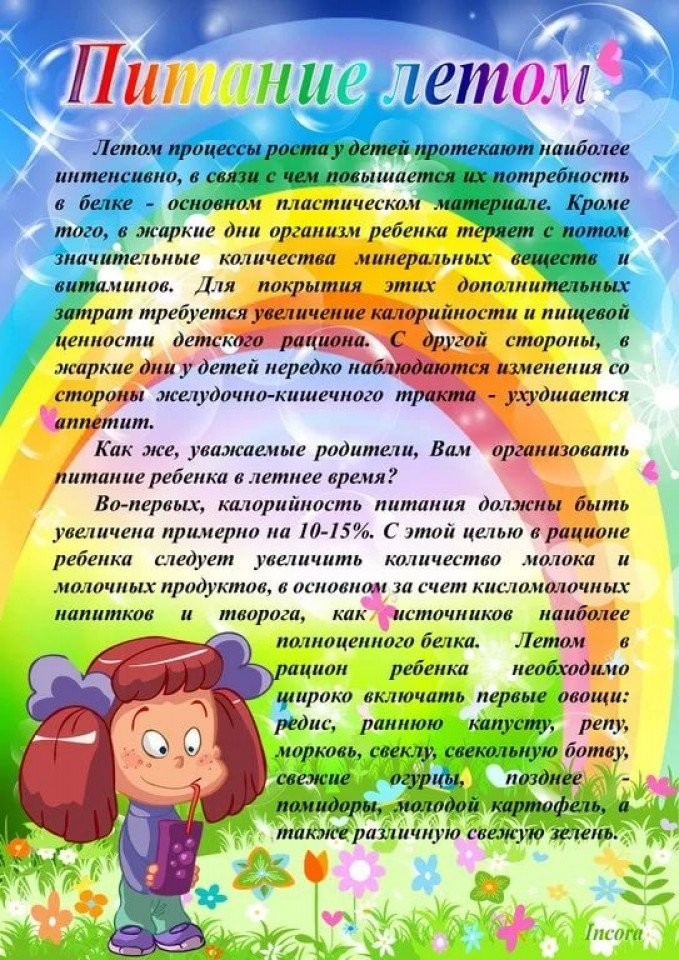 Питание летом
Летом процессы роста у детей протекают наиболее
интенсивно, в связи с чем повышается их потребность
в белке - основном пластическом материале. Кроме
того, в жаркие дни организм ребенка теряет с потом
значительные количества минеральных веществ и
витаминов. Для покрытия этих дополнительных
затрат требуется увеличение калорийности и пищевой
ценности детского рациона. С другой стороны, в
жаркие дни у детей нередко наблюдаются изменения со
стороны желудочно-кишечного тракта - ухудшается
аппетит.
Как же, уважаемые родители, Вам организовать
питание ребенка в летнее время?
Во-первых, калорийность питания должны быть
увеличена примерно на 10-15%. С этой целью в рационе
ребенка следует увеличить количество молока и
молочных продуктов, в основном за счет кисломолочных
напитков и творога, как источников наиболее
полноценного белка. Летом в
рацион ребенка необходимо
широко включать первые овощи:
редис, раннюю капусту, репу,
морковь, свеклу, свекольную ботву,
свежие огурцы, позднее -
помидоры, молодой картофель, а
также различную свежую зелень.
Incora